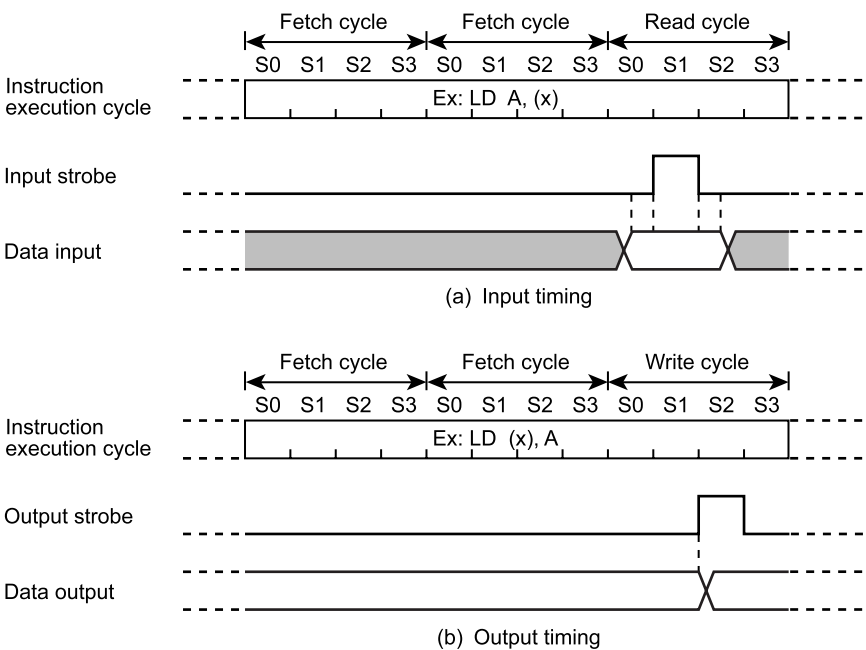 Fetch cycle Fetch cycle Read cycle
S0 S1 S2 S3 S0 S1 S2 S3 S0 S1 S2 S3
Instruction
execution cycle
Ex: LD A, (x)
Input strobe
Data input
(a) Input timing
Fetch cycle Fetch cycle Write cycle
S0 S1 S2 S3 S0 S1 S2 S3 S0 S1 S2 S3
Instruction
execution cycle
Ex: LD (x), A
Output strobe
Data output
(b) Output timing